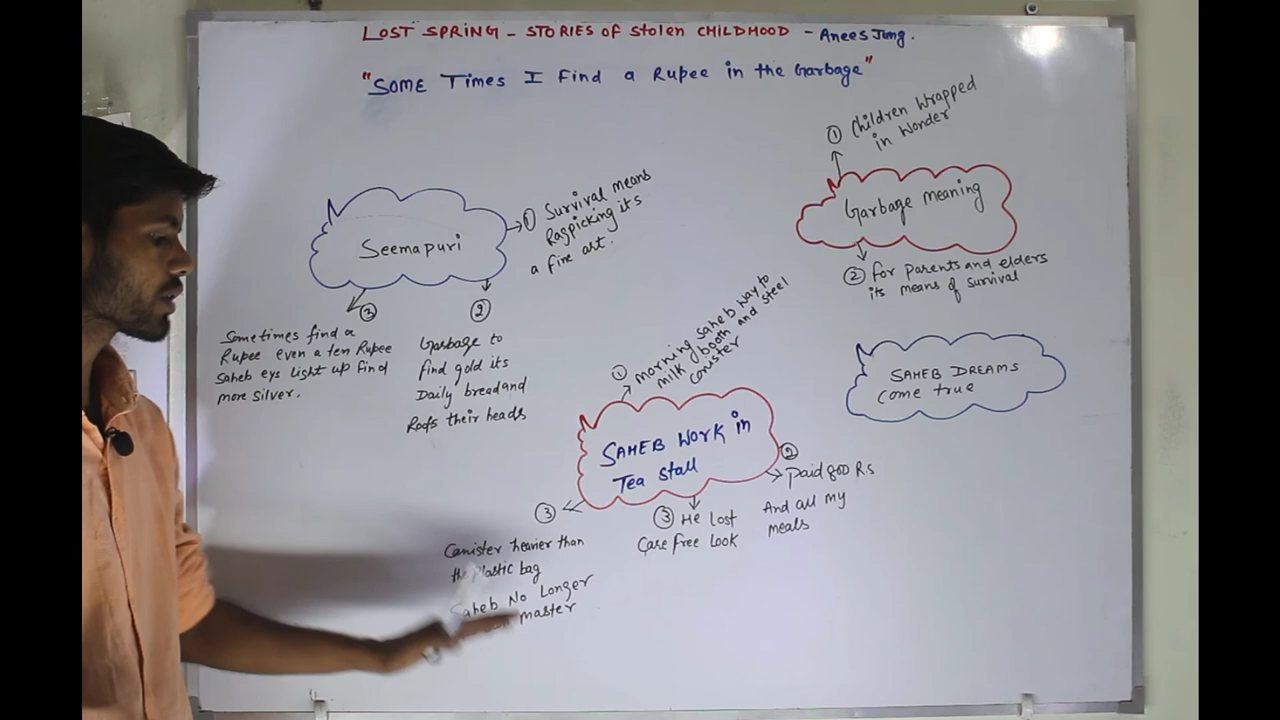 LOST SPRING - STORIES OF Stolen CHILDHOOD - Anees Jung.
"SOME Times I Find a Rupee in the Garbage"
Seemapuri
① Survival means
Ragpicking its
a fine art.
②
Garbage to
find gold its
Daily bread and
Roofs their heads
③
Sometimes find a
Rupee even a ten Rupee
Saheb eys light up find
more silver.
Garbage meaning
① Children wrapped
in Wonder
② For parents and elders
its means of survival
SAHEB WORK in
Tea stall
① morning saheb way to
milk booth and steel
canister
②
Paid 800 R.s
And all my
meals
③ He Lost
Care free Look
③
Canister heavier than
the plastic bag
Saheb No Longer
master
SAHEB DREAMS
come true